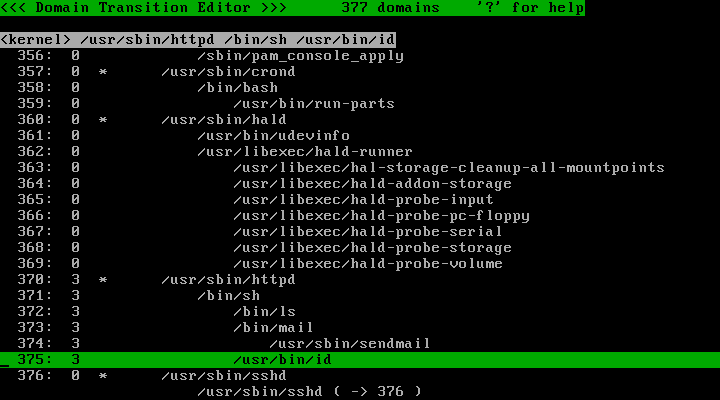 <<< Domain Transition Editor >>>      377 domains    '?' for help
<kernel> /usr/sbin/httpd /bin/sh /usr/bin/id
356:  0             /sbin/pam_console_apply
357:  0  *      /usr/sbin/crond
358:  0             /bin/bash
359:  0                 /usr/bin/run-parts
360:  0  *      /usr/sbin/hald
361:  0             /usr/bin/udevinfo
362:  0             /usr/libexec/hald-runner
363:  0                 /usr/libexec/hal-storage-cleanup-all-mountpoints
364:  0                 /usr/libexec/hald-addon-storage
365:  0                 /usr/libexec/hald-probe-input
366:  0                 /usr/libexec/hald-probe-pc-floppy
367:  0                 /usr/libexec/hald-probe-serial
368:  0                 /usr/libexec/hald-probe-storage
369:  0                 /usr/libexec/hald-probe-volume
370:  3  *      /usr/sbin/httpd
371:  3             /bin/sh
372:  3                 /bin/ls
373:  3                 /bin/mail
374:  3                     /usr/sbin/sendmail
375:  3                 /usr/bin/id
376:  0  *      /usr/sbin/sshd
/usr/sbin/sshd ( -> 376 )